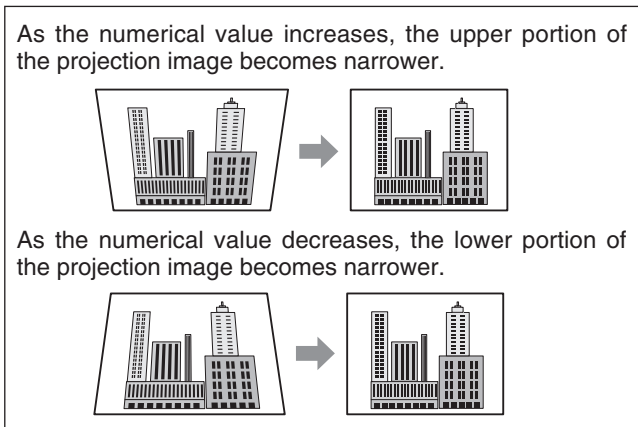 As the numerical value increases, the upper portion of
the projection image becomes narrower.
As the numerical value decreases, the lower portion of
the projection image becomes narrower.